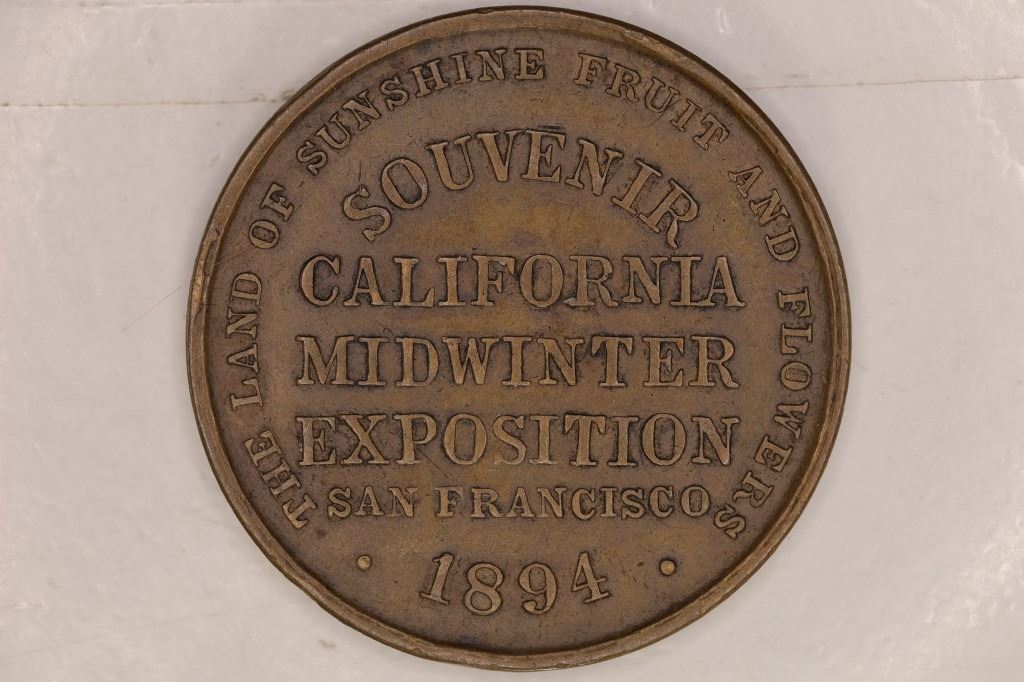 THE LAND OF SUNSHINE FRUIT AND FLOWERS
SOUVENIR
CALIFORNIA
MIDWINTER
EXPOSITION
SAN FRANCISCO
• 1894 •